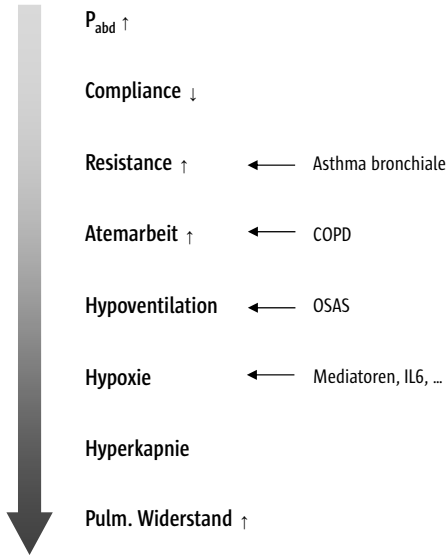 Pabd ↑
Compliance ↓
Resistance ↑ ← Asthma bronchiale
Atemarbeit ↑ ← COPD
Hypoventilation ← OSAS
Hypoxie ← Mediatoren, IL6, ...
Hyperkapnie
Pulm. Widerstand ↑